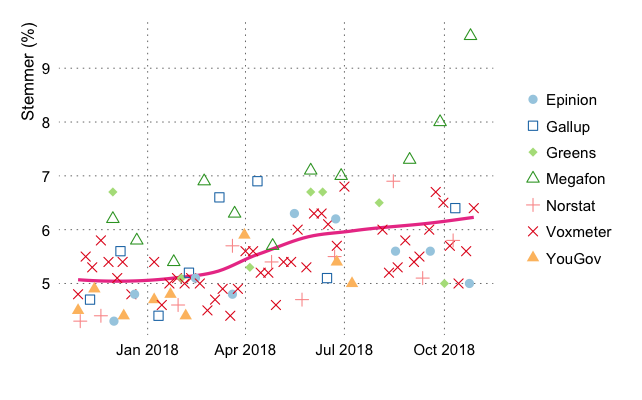 Stemmer (%)
9
8
7
6
5
Jan 2018
Apr 2018
Jul 2018
Oct 2018
Epinion
Gallup
Greens
Megafon
Norstat
Voxmeter
YouGov